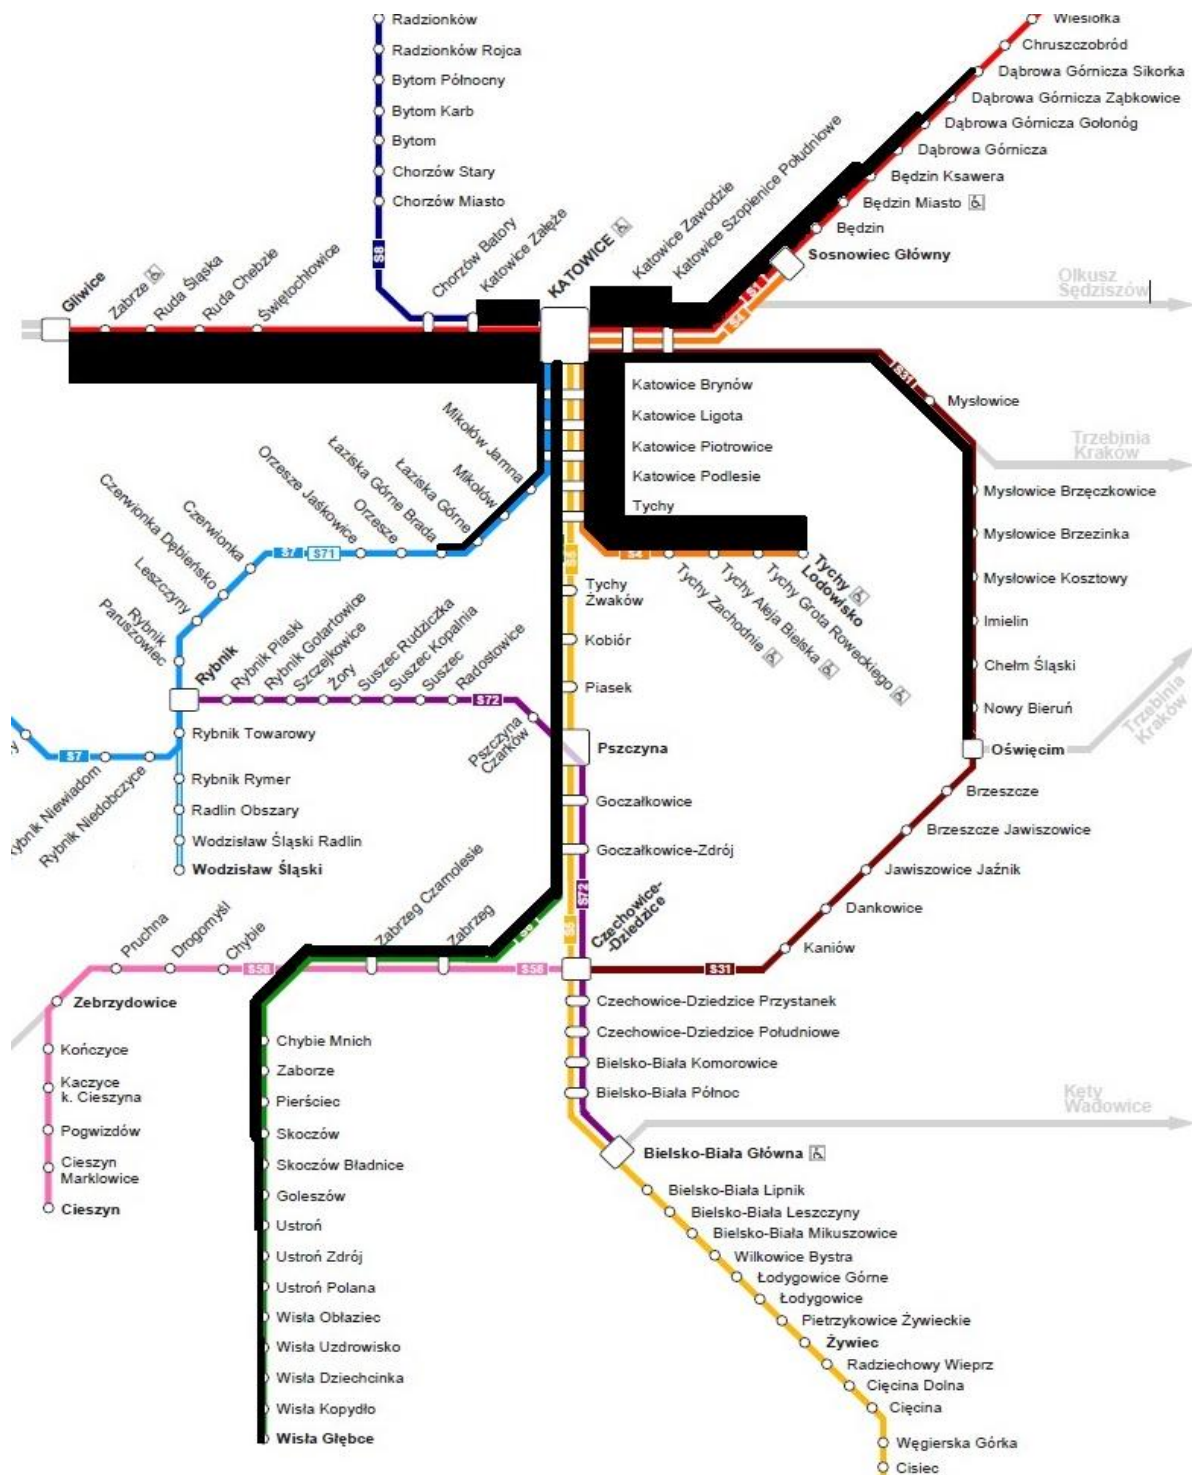 Radzionków
Radzionków Rojca
Bytom Północny
Bytom Karb
Bytom
Chorzów Stary
Chorzów Miasto
S8
Chorzów Batory
Katowice Załęże
KATOWICE
Katowice Zawodzie
Katowice Szopienice Południowe
Wiesiółka
Chruszczobród
Dąbrowa Górnicza Sikorka
Dąbrowa Górnicza Ząbkowice
Dąbrowa Górnicza Gołonóg
Dąbrowa Górnicza
Będzin Ksawera
Będzin Miasto
Będzin
Sosnowiec Główny
S1
S4
Olkusz
Sędziszów
Gliwice
Zabrze
Ruda Śląska
Ruda Chebzie
Świętochłowice
Katowice Brynów
Katowice Ligota
Katowice Piotrowice
Katowice Podlesie
Tychy
S31
Mysłowice
Trzebinia
Kraków
Mysłowice Brzęczkowice
Mysłowice Brzezinka
Mysłowice Kosztowy
Imielin
Chełm Śląski
Nowy Bieruń
Oświęcim
Trzebinia
Kraków
Brzeszcze
Brzeszcze Jawiszowice
Jawiszowice Jaźnik
Dankowice
Kaniów
S31
Mikołów Jamna
Mikołów
Łaziska Górne
Łaziska Górne Brada
Orzesze
Orzesze Jaśkowice
S7
S71
Czerwionka
Czerwionka Dębieńsko
Leszczyny
Rybnik
Paruszowiec
Rybnik
Rybnik Piaski
Rybnik Gotartowice
Szczejkowice
Żory
Suszec Rudziczka
Suszec Kopalnia
Suszec
Radostowice
S72
Pszczyna
Czarków
S4
Tychy Zachodnie
Tychy Aleja Bielska
Tychy Grota Roweckiego
Tychy
Lodowisko
Tychy
Żwaków
Kobiór
Piasek
Pszczyna
Goczałkowice
Goczałkowice-Zdrój
S72
Czechowice-
-Dziedzice
Rybnik Towarowy
S7
Rybnik Niewiadom
Rybnik Niedobczyce
Rybnik Rymer
Radlin Obszary
Wodzisław Śląski Radlin
Wodzisław Śląski
Pruchna
Drogomyśl
Chybie
S58
Zabrzeg Czarnolesie
Zabrzeg
S58
Zebrzydowice
Kończyce
Kaczyce
k. Cieszyna
Pogwizdów
Cieszyn
Marklowice
Cieszyn
Chybie Mnich
Zaborze
Pierściec
Skoczów
Skoczów Bładnice
Goleszów
Ustroń
Ustroń Zdrój
Ustroń Polana
Wisła Obłaziec
Wisła Uzdrowisko
Wisła Dziechcinka
Wisła Kopydło
Wisła Głębce
Czechowice-Dziedzice Przystanek
Czechowice-Dziedzice Południowe
Bielsko-Biała Komorowice
Bielsko-Biała Północ
Kęty
Wadowice
Bielsko-Biała Główna
Bielsko-Biała Lipnik
Bielsko-Biała Leszczyny
Bielsko-Biała Mikuszowice
Wilkowice Bystra
Łodygowice Górne
Łodygowice
Pietrzykowice Żywieckie
Żywiec
Radziechowy Wieprz
Cięcina Dolna
Cięcina
Węgierska Górka
Cisiec